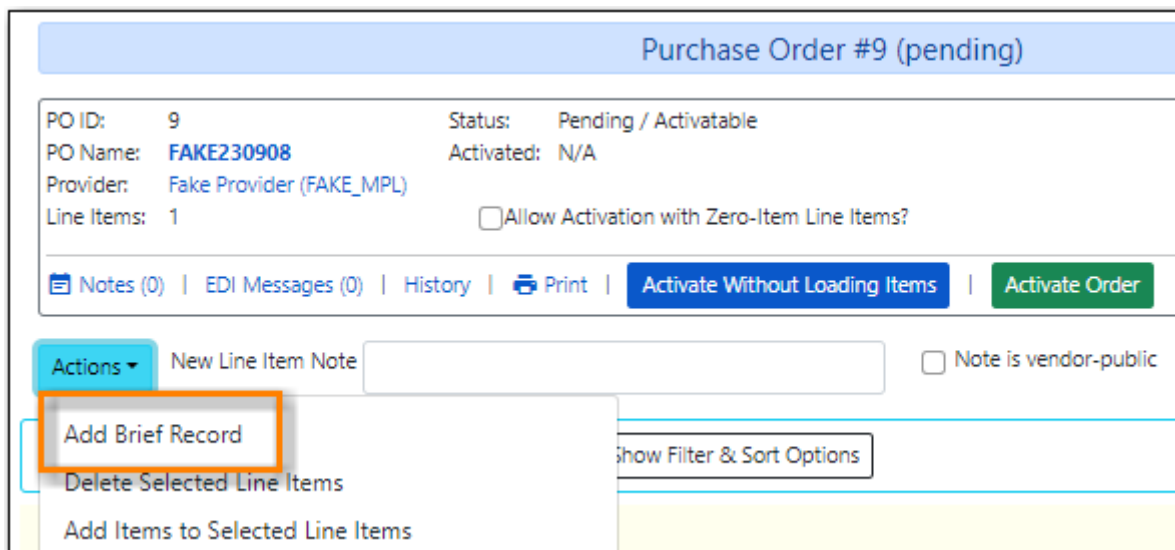 Purchase Order #9 (pending)
PO ID: 9 Status: Pending / Activatable
PO Name: FAKE230908 Activated: N/A
Provider: Fake Provider (FAKE_MPL)
Line Items: 1 Allow Activation with Zero-Item Line Items?
Notes (0) | EDI Messages (0) | History | Print | Activate Without Loading Items | Activate Order
Actions New Line Item Note Note is vendor-public
Add Brief Record
Show Filter & Sort Options
Delete Selected Line Items
Add Items to Selected Line Items